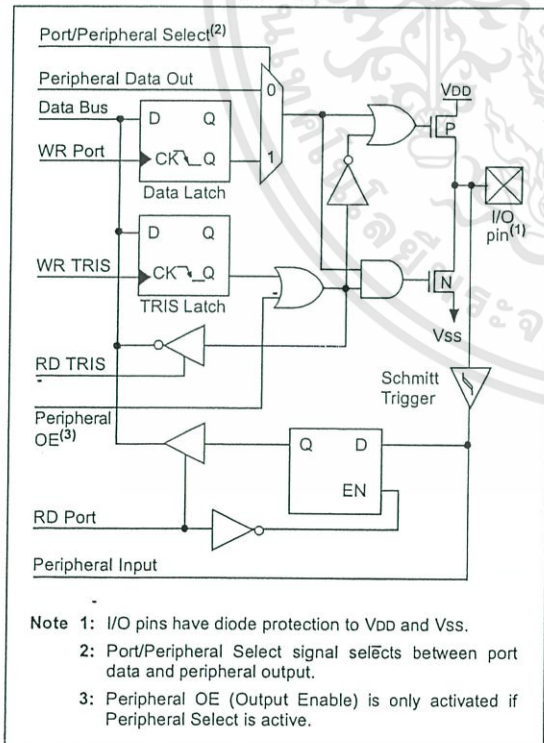 Port/Peripheral Select(2)
Peripheral Data Out
Data Bus
WR Port
D Q
CK Q
Data Latch
0
1
VDD
P
I/O
pin(1)
D Q
CK Q
TRIS Latch
WR TRIS
N
VSS
RD TRIS
Schmitt
Trigger
Peripheral
OE(3)
Q D
EN
RD Port
Peripheral Input
Note 1: I/O pins have diode protection to VDD and VSS.
2: Port/Peripheral Select signal selects between port
data and peripheral output.
3: Peripheral OE (Output Enable) is only activated if
Peripheral Select is active.